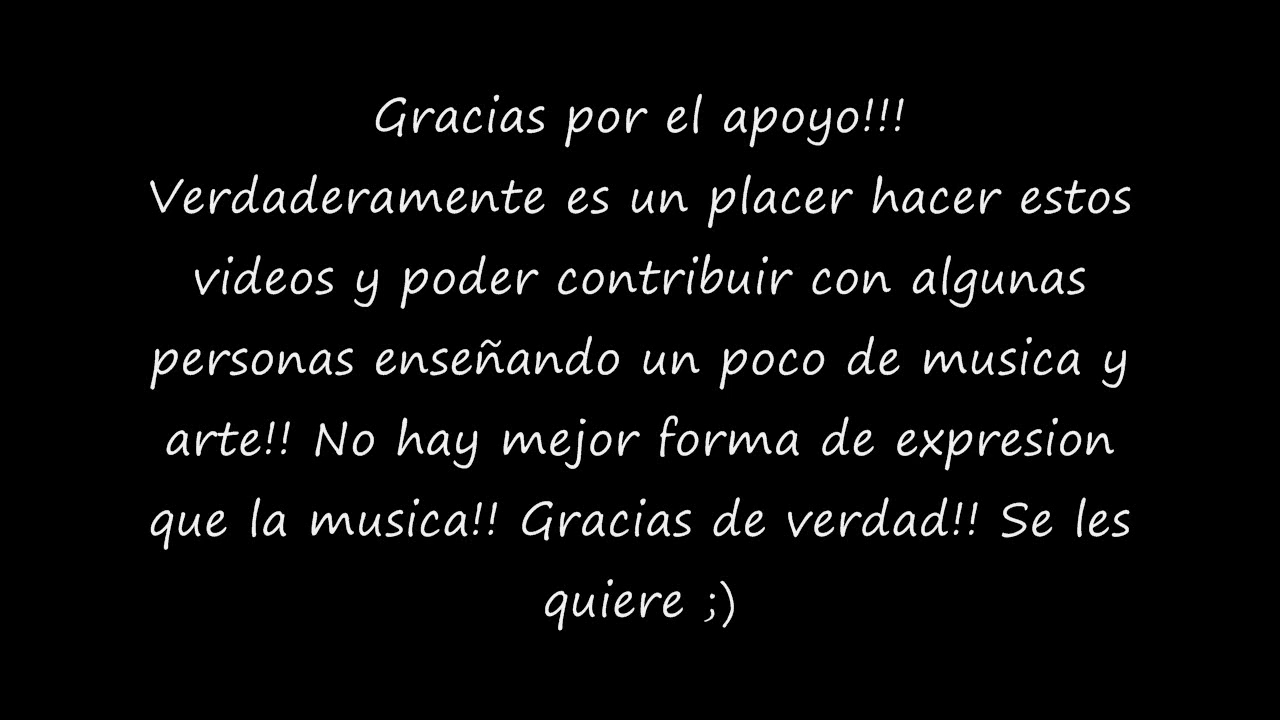 Gracias por el apoyo!!!
Verdaderamente es un placer hacer estos
videos y poder contribuir con algunas
personas enseñando un poco de musica y
arte!! No hay mejor forma de expresion
que la musica!! Gracias de verdad!! Se les
quiere ;)